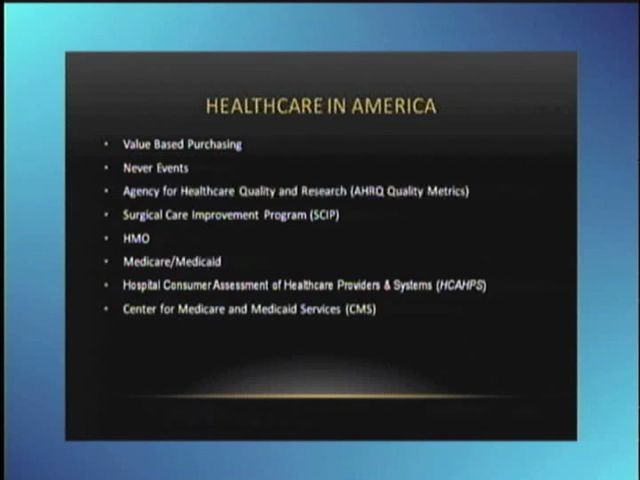 HEALTHCARE IN AMERICA
• Value Based Purchasing
• Never Events
• Agency for Healthcare Quality and Research (AHRQ Quality Metrics)
• Surgical Care Improvement Program (SCIP)
• HMO
• Medicare/Medicaid
• Hospital Consumer Assessment of Healthcare Providers & Systems (HCAHPS)
• Center for Medicare and Medicaid Services (CMS)